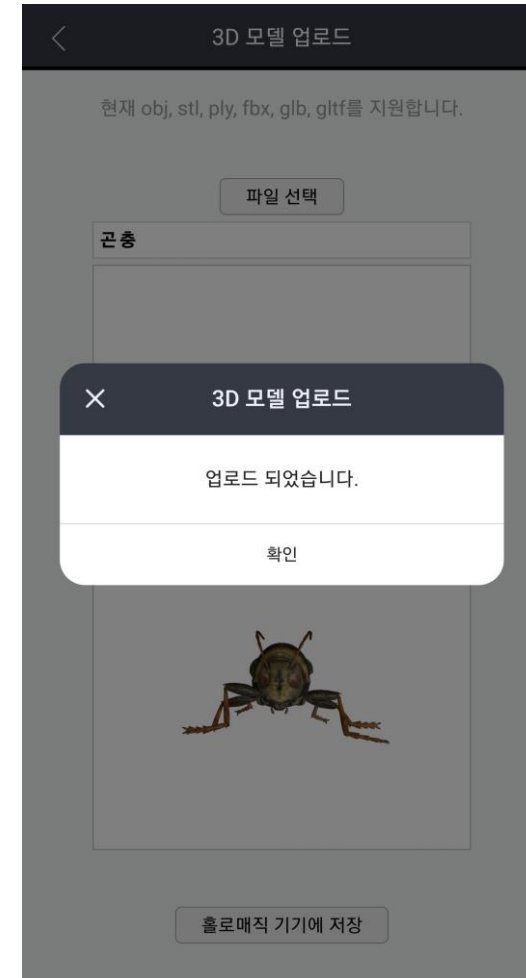 3D 모델 업로드
현재 obj, stl, ply, fbx, glb, gltf를 지원합니다.
파일 선택
곤충
3D 모델 업로드
업로드 되었습니다.
확인
홀로매직 기기에 저장